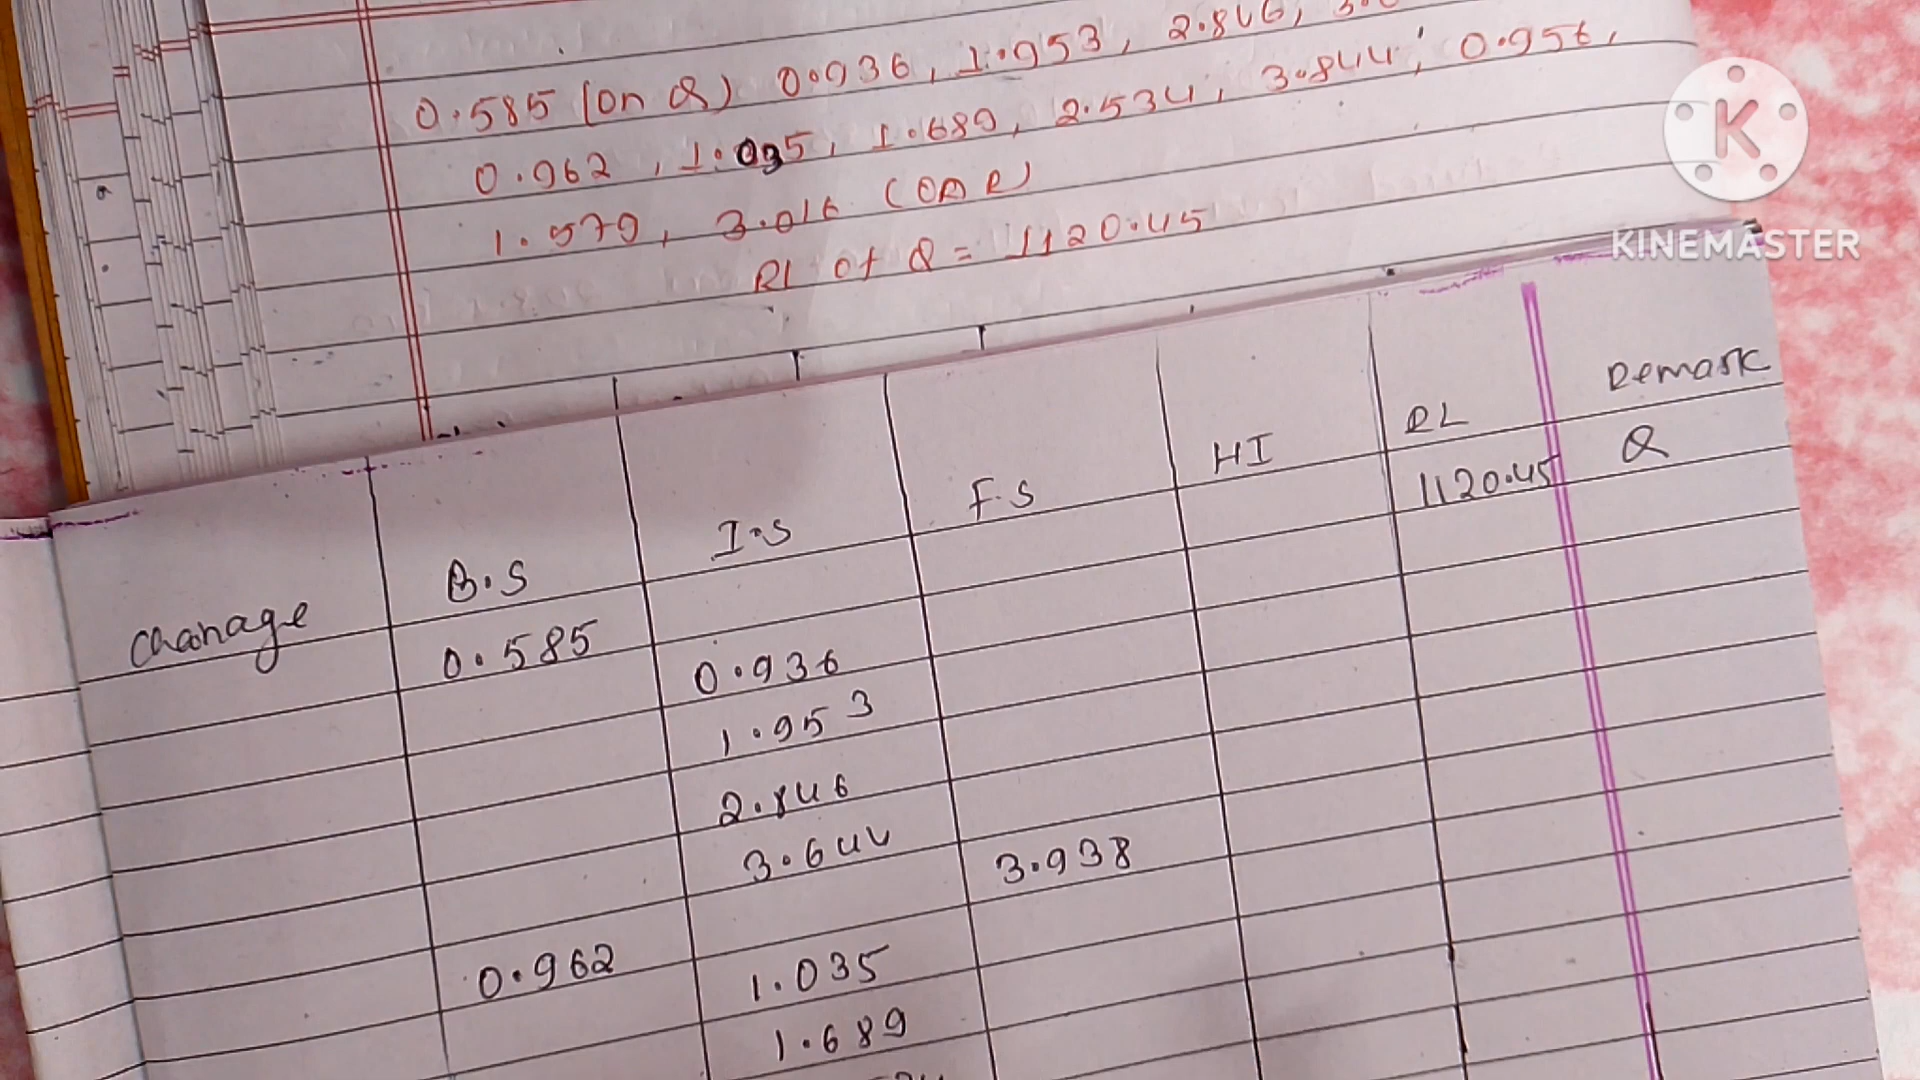 0.585 (on Q) 0.936, 1.953, 2.846,
0.962, 1.035, 1.689, 2.534, 3.844, 0.956,
1.979, 3.016 (on R)
RL of Q = 1120.45
K
KINEMASTER
Chanage B.S I.S F.S HI RL Remark
0.585 1120.45 Q
0.936
1.953
2.846
3.644
0.962 3.938
1.035
1.689